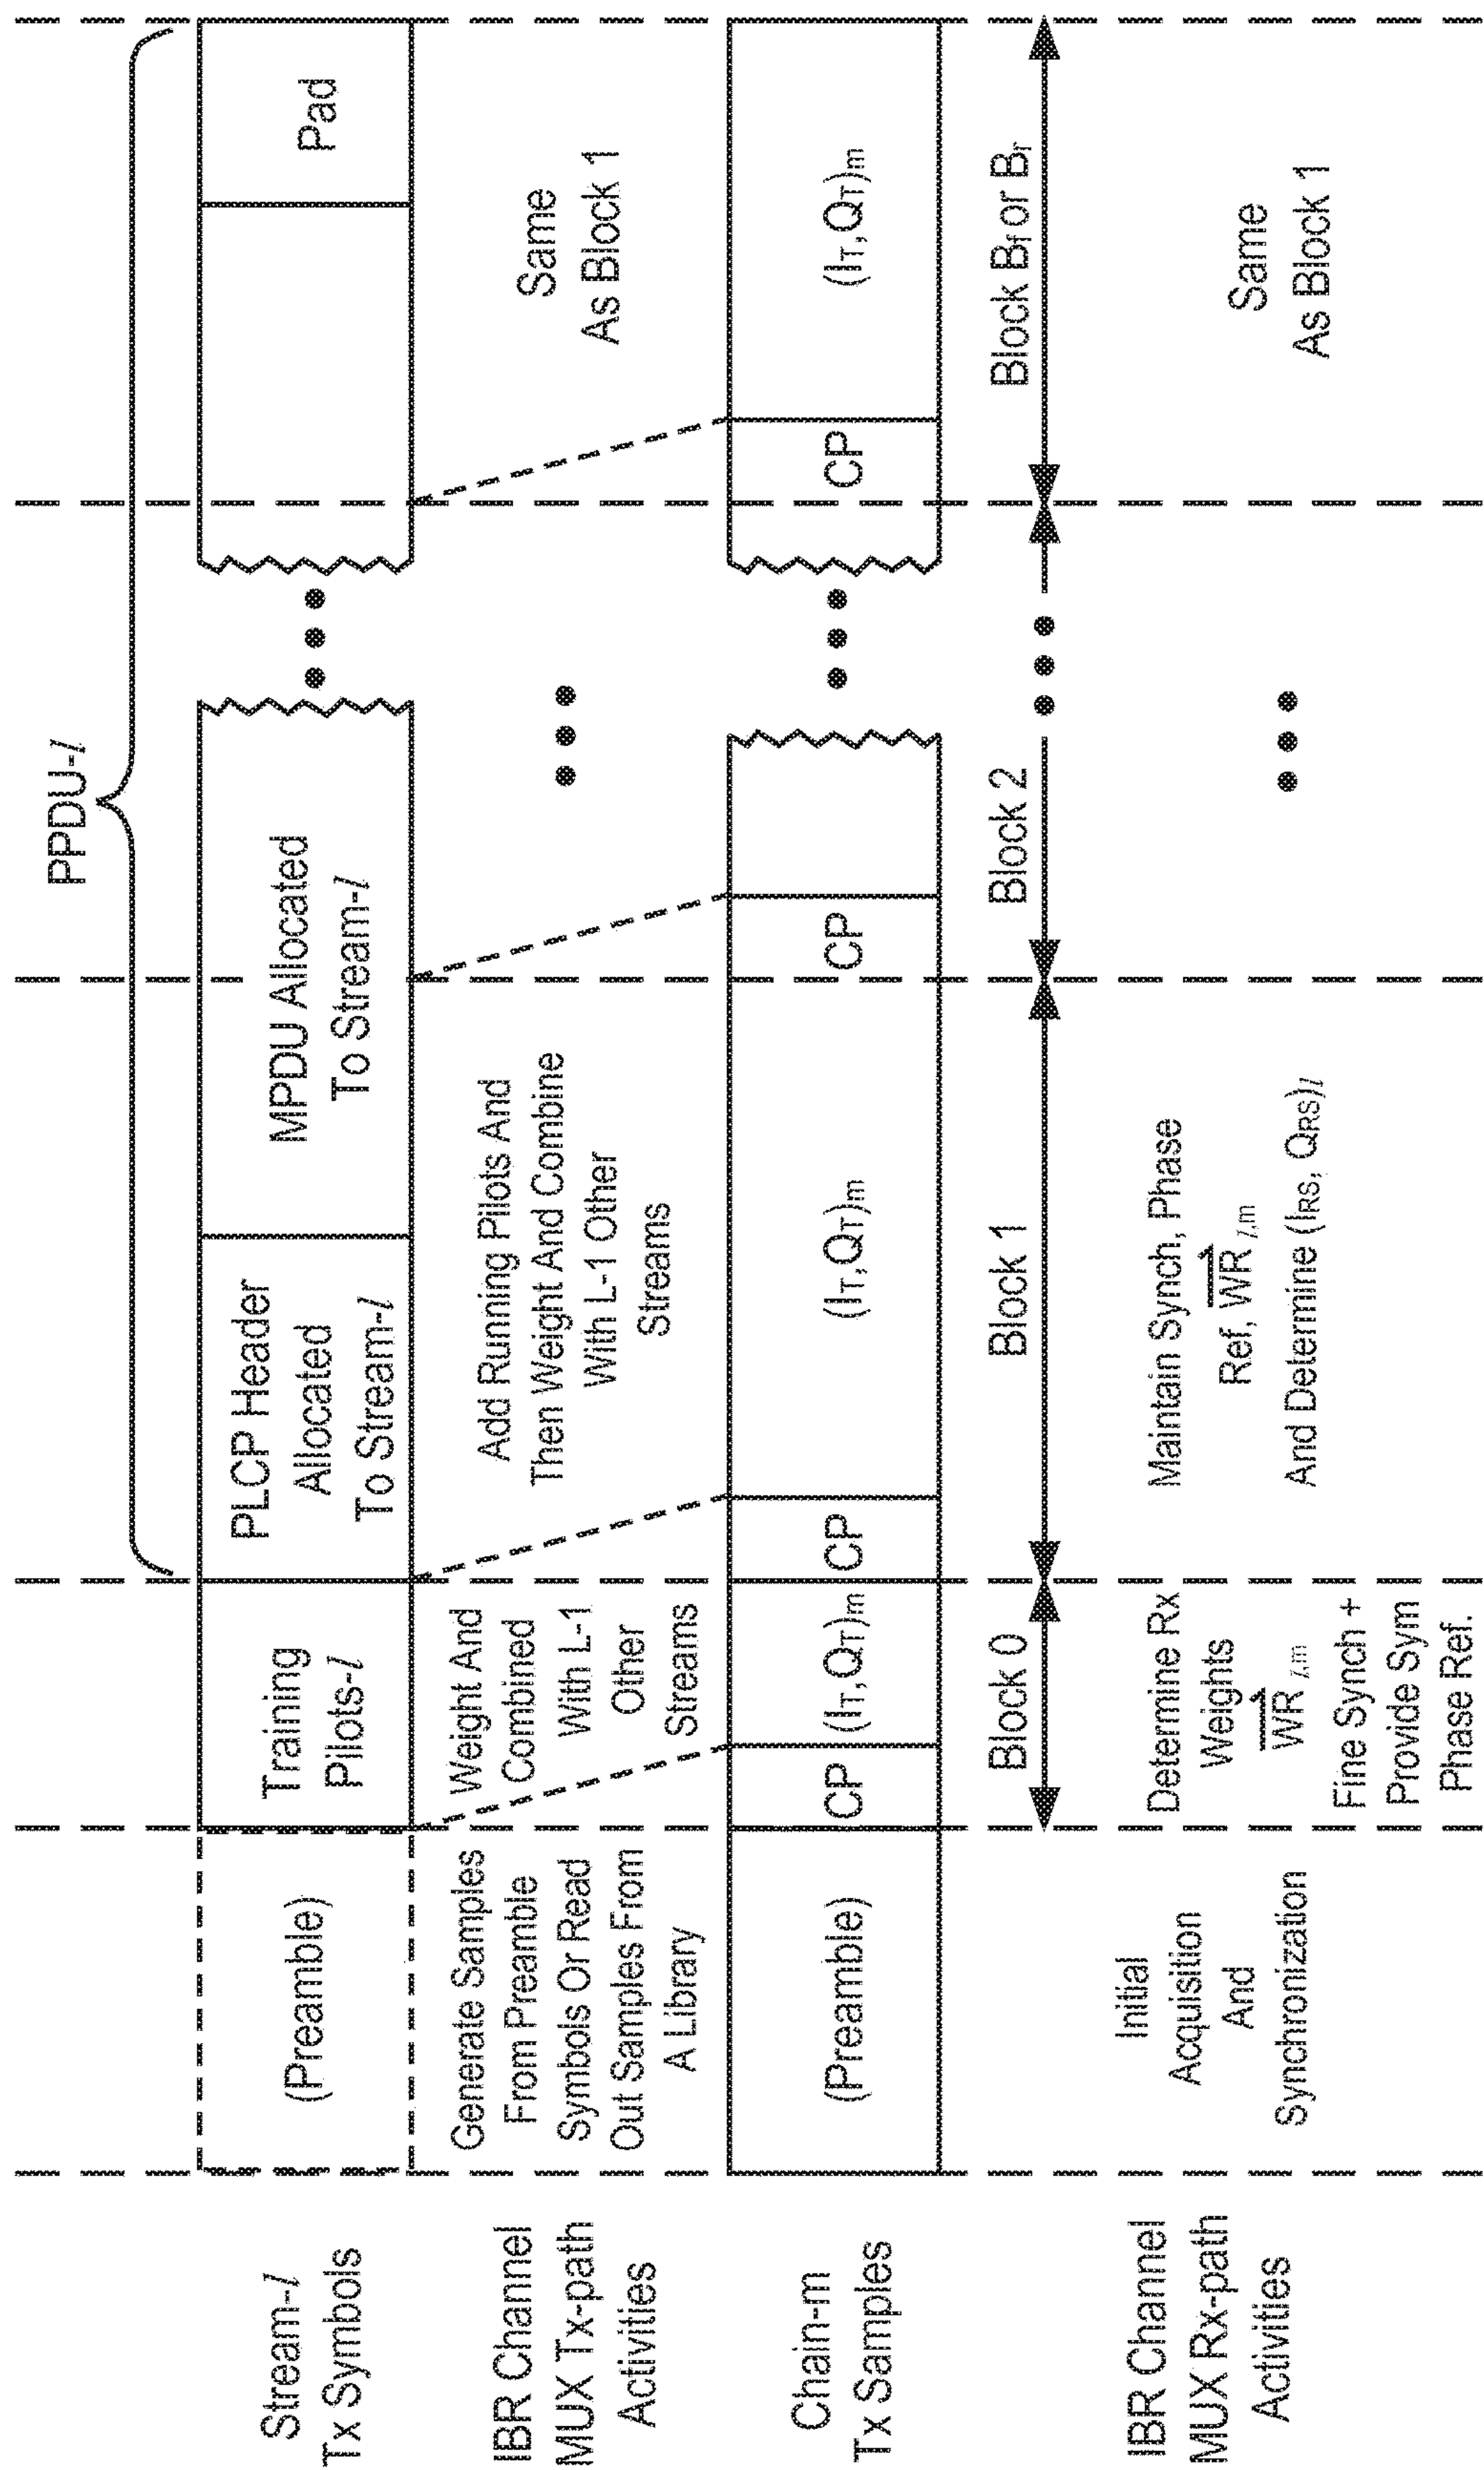 PPDU-l
Stream-l
Tx Symbols
(Preamble)
Training
Pilots-l
PLCP Header
Allocated
To Stream-l
MPDU Allocated
To Stream-l
Pad
IBR Channel
MUX Tx-path
Activities
Generate Samples
From Preamble
Symbols Or Read
Out Samples From
A Library
Weight And
Combined
With L-1
Other
Streams
Add Running Pilots And
Then Weight And Combine
With L-1 Other
Streams
Same
As Block 1
Chain-m
Tx Samples
(Preamble)
CP
(IT,QT)m
CP
(IT,QT)m
CP
CP
(IT,QT)m
Block 0
Block 1
Block 2
Block Bf or Br
IBR Channel
MUX Rx-path
Activities
Initial
Acquisition
And
Synchronization
Determine Rx
Weights
WR l,m
Fine Synch +
Provide Sym
Phase Ref.
Maintain Synch, Phase
Ref, WR l,m
And Determine (IRS, QRS)l
Same
As Block 1